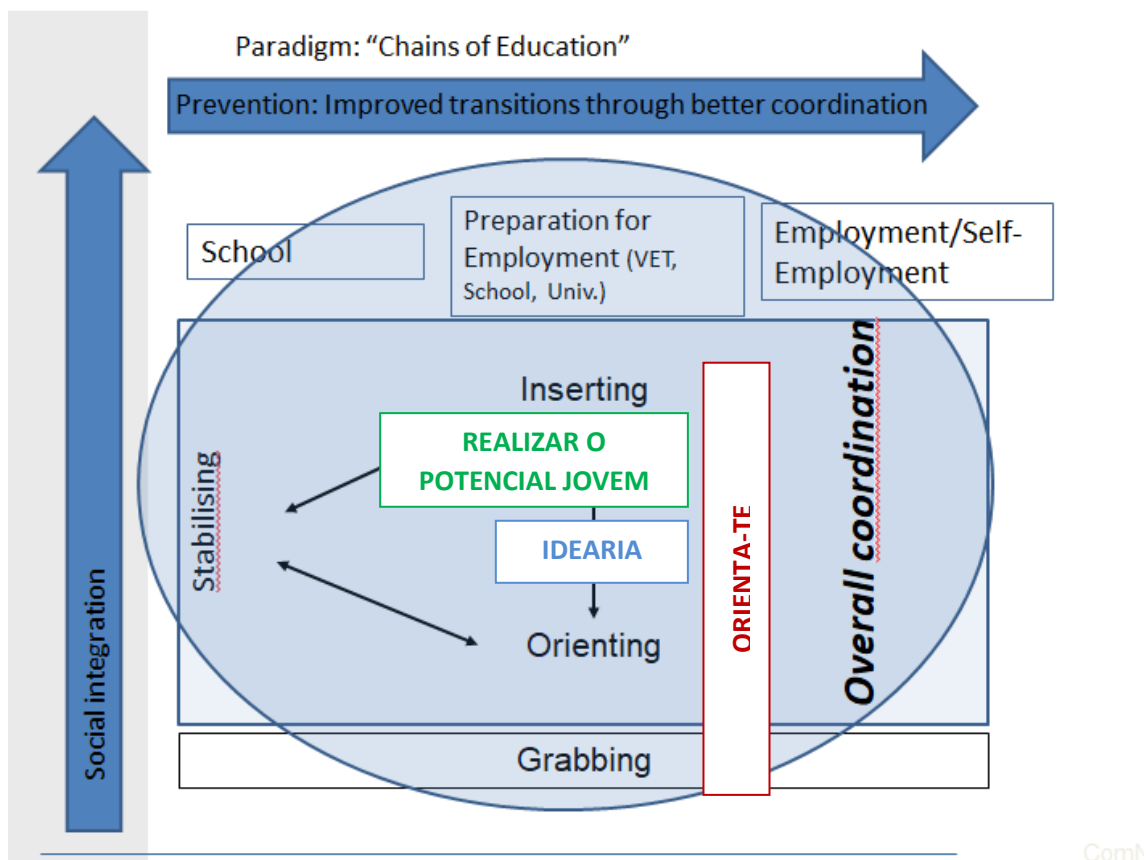 Paradigm: “Chains of Education”
Prevention: Improved transitions through better coordination
School
Preparation for
Employment (VET,
School, Univ.)
Employment/Self-
Employment
Social integration
Stabilising
Inserting
REALIZAR O
POTENCIAL JOVEM
IDEARIA
Orienting
ORIENTA-TE
Overall coordination
Grabbing